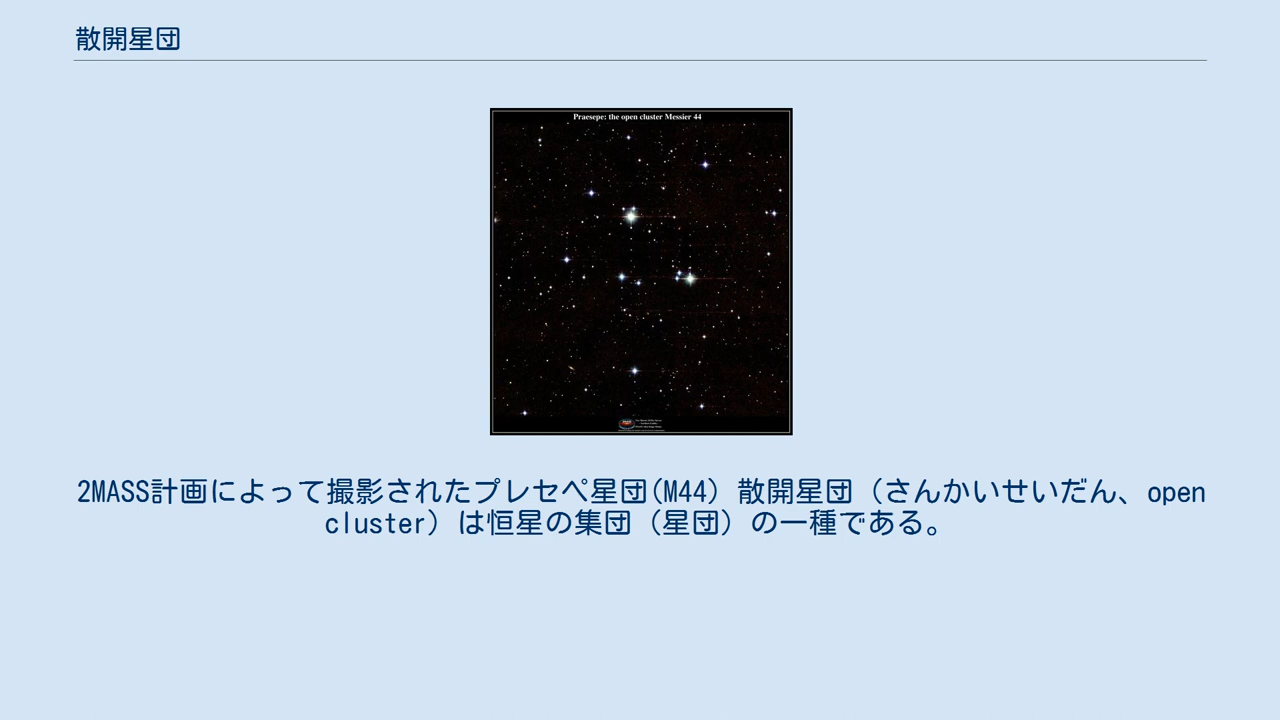 散開星団
Praesepe: the open cluster Messier 44
2MASS計画によって撮影されたプレセペ星団(M44) 散開星団（さんかいせいだん、open
cluster）は恒星の集団（星団）の一種である。